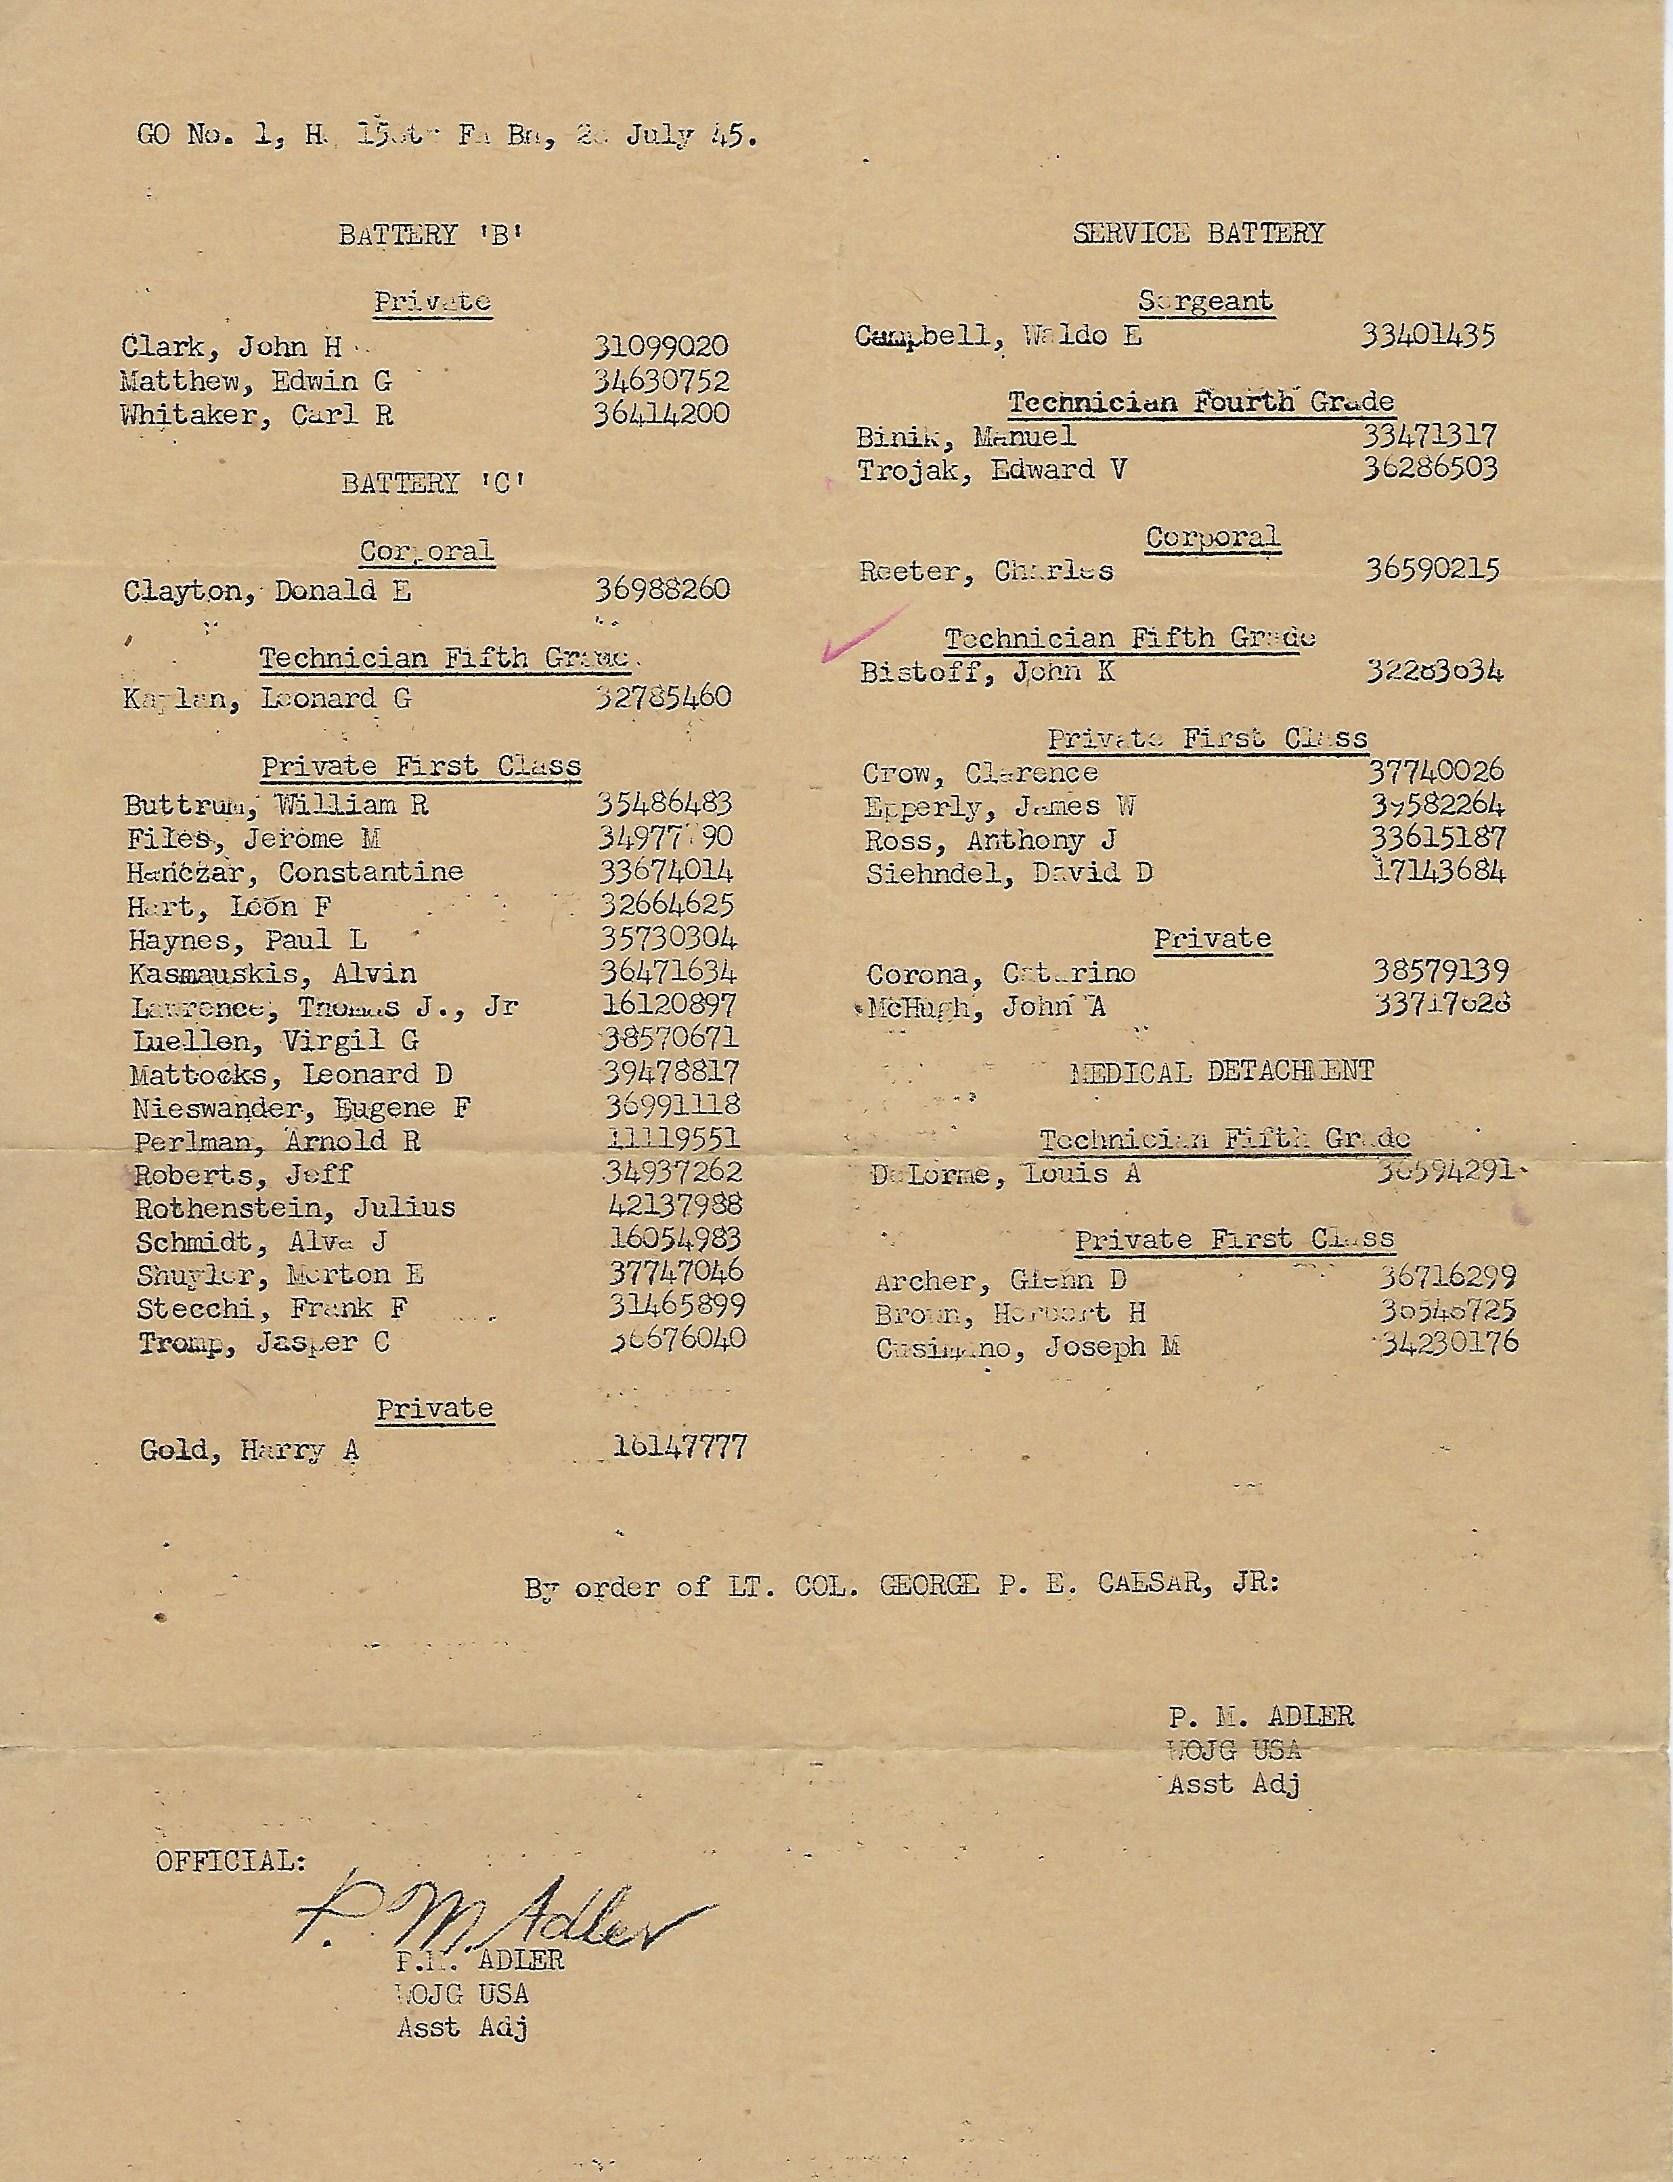 GO No. 1, Bn, July 45.
BATTERY 'B'
Private
Clark, John H 31099020
Matthew, Edwin G 34630752
Whitaker, Carl R 36414200
BATTERY 'C'
Corporal
Clayton, Donald E 36988260
Technician Fifth Grade
Kaplan, Leonard G 32785460
Private First Class
Buttrum, William R 35486483
Files, Jerome M
Hanczar, Constantine 33674014
Hart, Leon F 32664625
Haynes, Paul L 35730304
Kasmauskis, Alvin 36471634
Lawrence, Thomas J., Jr 16120897
Luellen, Virgil G 38570671
Mattocks, Leonard D 39478817
Nieswander, Eugene F 36991118
Perlman, Arnold R 11119551
Roberts, Jeff 34937262
Rothenstein, Julius 42137988
Schmidt, Alva J 16054983
Shuyler, Merton E 37747046
Stecchi, Frank F 31465899
Tromp, Jasper C 36676040
Private
Gold, Harry A 16147777
SERVICE BATTERY
Sergeant
Campbell, Waldo E 33401435
Technician Fourth Grade
Binik, Manuel 33471317
Trojak, Edward V 36286503
Corporal
Reeter, Charles 36590215
Technician Fifth Grade
Bistoff, John K
Private First Class
Crow, Clarence 37740026
Epperly, James W
Ross, Anthony J 33615187
Siehndel, David D 17143684
Private
Corona, Catarino 38579139
McHugh, John A
MEDICAL DETACHMENT
Technician Fifth Grade
DeLorme, Louis A 36594291
Private First Class
Archer, Glenn D 36716299
Herbert H
Cusimano, Joseph M 34230176
By order of LT. COL. GEORGE P. E. CAESAR, JR:
P. M. ADLER
WOJG USA
Asst Adj
OFFICIAL:
P. M. Adler
P.M. ADLER
WOJG USA
Asst Adj